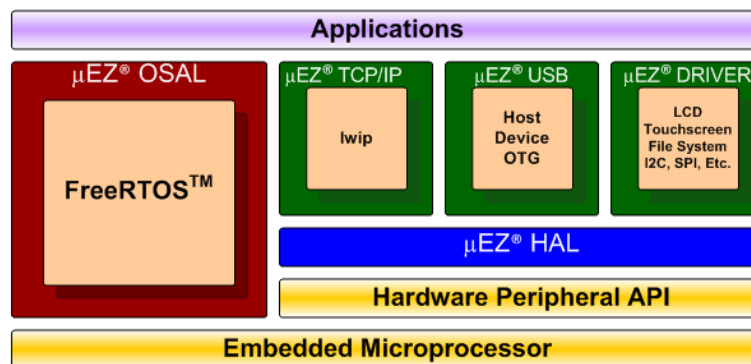 Applications
µEZ® OSAL
FreeRTOS™
µEZ® TCP/IP
lwip
µEZ® USB
Host
Device
OTG
µEZ® DRIVER
LCD
Touchscreen
File System
I2C, SPI, Etc.
µEZ® HAL
Hardware Peripheral API
Embedded Microprocessor